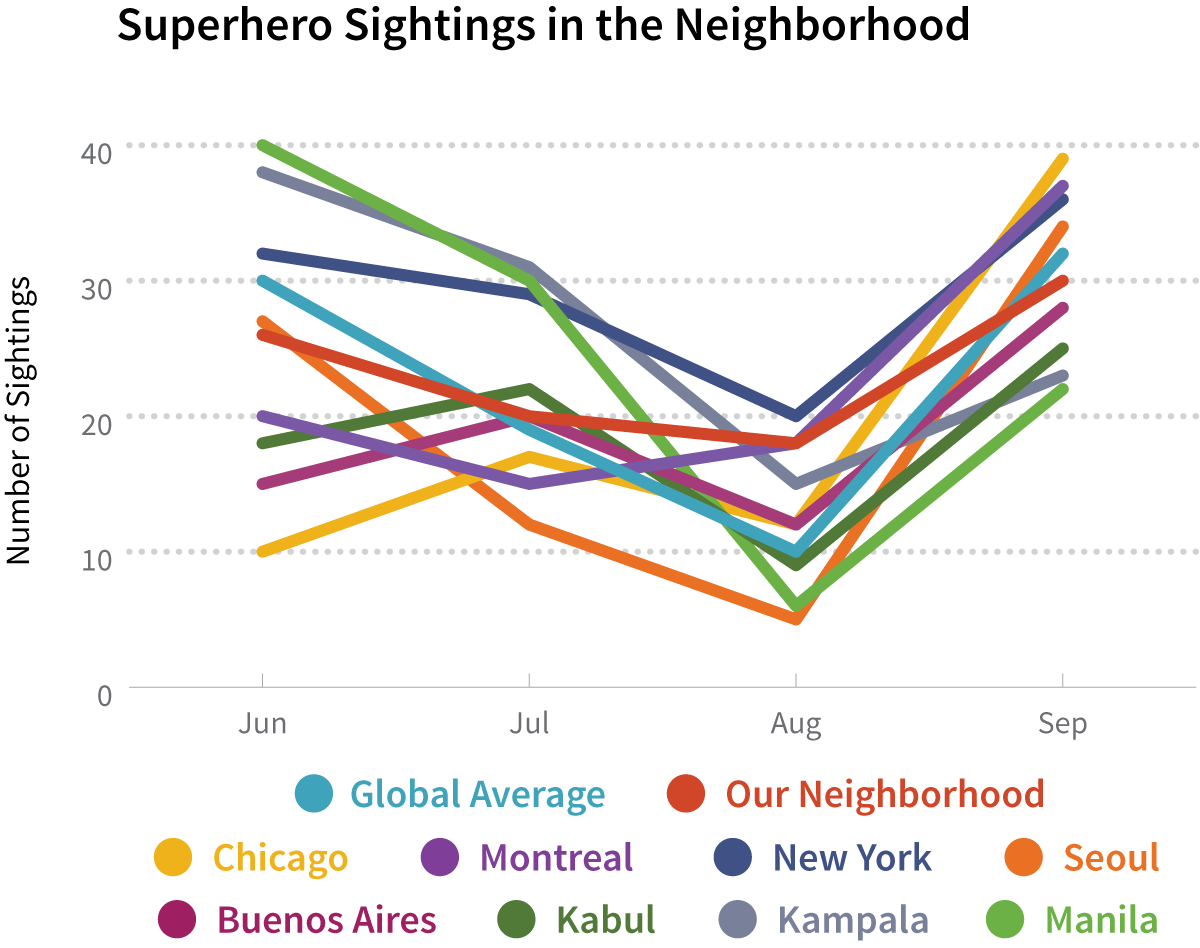 Superhero Sightings in the Neighborhood
Number of Sightings
40
30
20
10
0
Jun Jul Aug Sep
Global Average Our Neighborhood
Chicago Montreal New York Seoul
Buenos Aires Kabul Kampala Manila